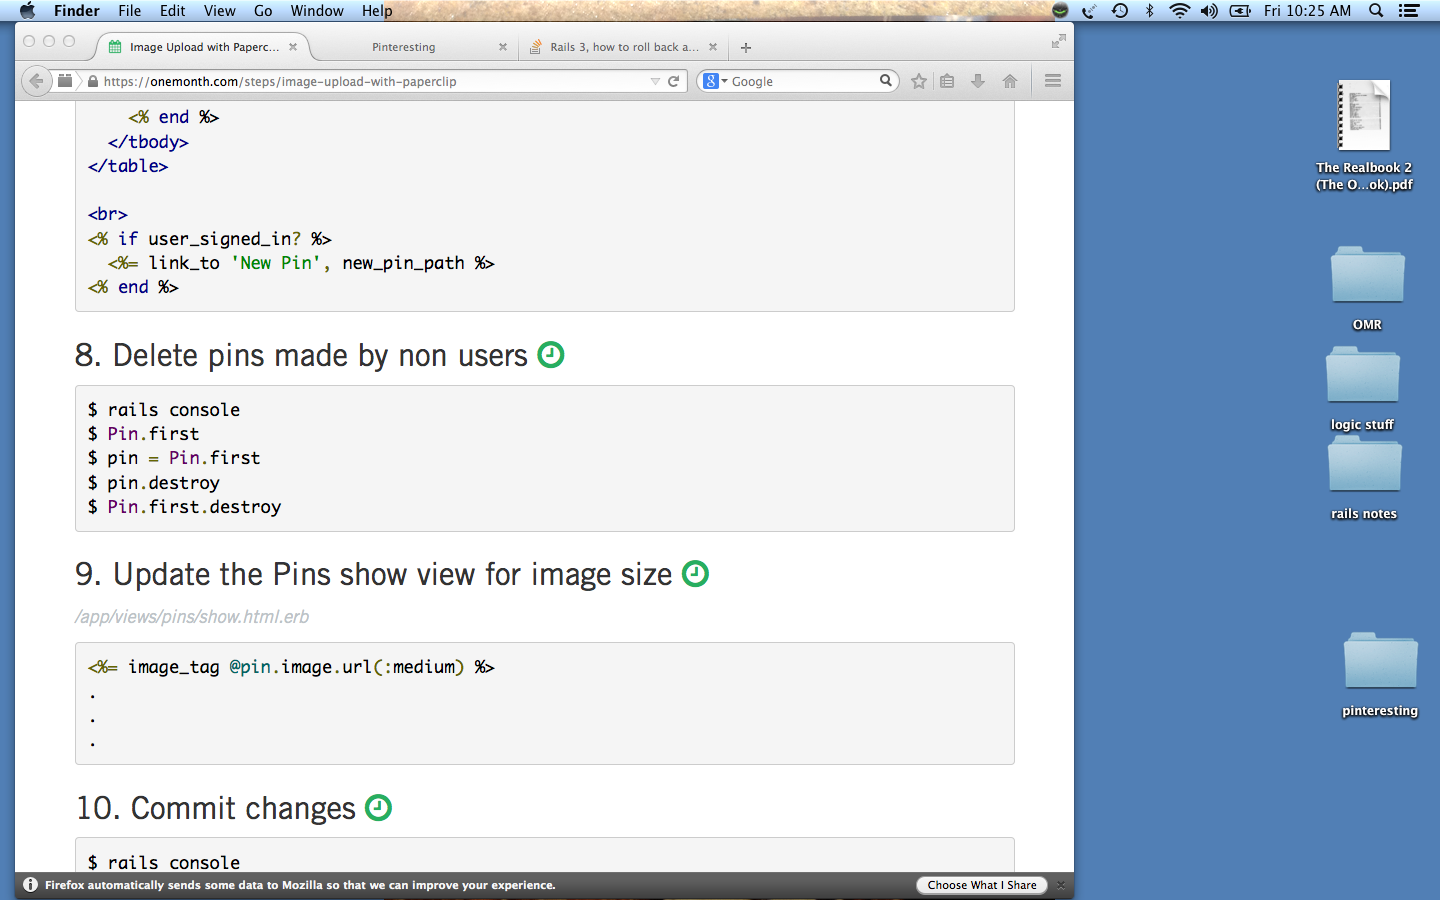 Finder File Edit View Go Window Help
Fri 10:25 AM
Image Upload with Paperc...
Pinteresting
Rails 3, how to roll back a...
https://onemonth.com/steps/image-upload-with-paperclip
8
Google
<% end %>
</tbody>
</table>
<br>
<% if user_signed_in? %>
<%= link_to 'New Pin', new_pin_path %>
<% end %>
8. Delete pins made by non users
$ rails console
$ Pin.first
$ pin = Pin.first
$ pin.destroy
$ Pin.first.destroy
9. Update the Pins show view for image size
/app/views/pins/show.html.erb
<%= image_tag @pin.image.url(:medium) %>
.
.
.
10. Commit changes
$ rails console
Firefox automatically sends some data to Mozilla so that we can improve your experience.
Choose What I Share
The Realbook 2
(The O...ok).pdf
OMR
logic stuff
rails notes
pinteresting